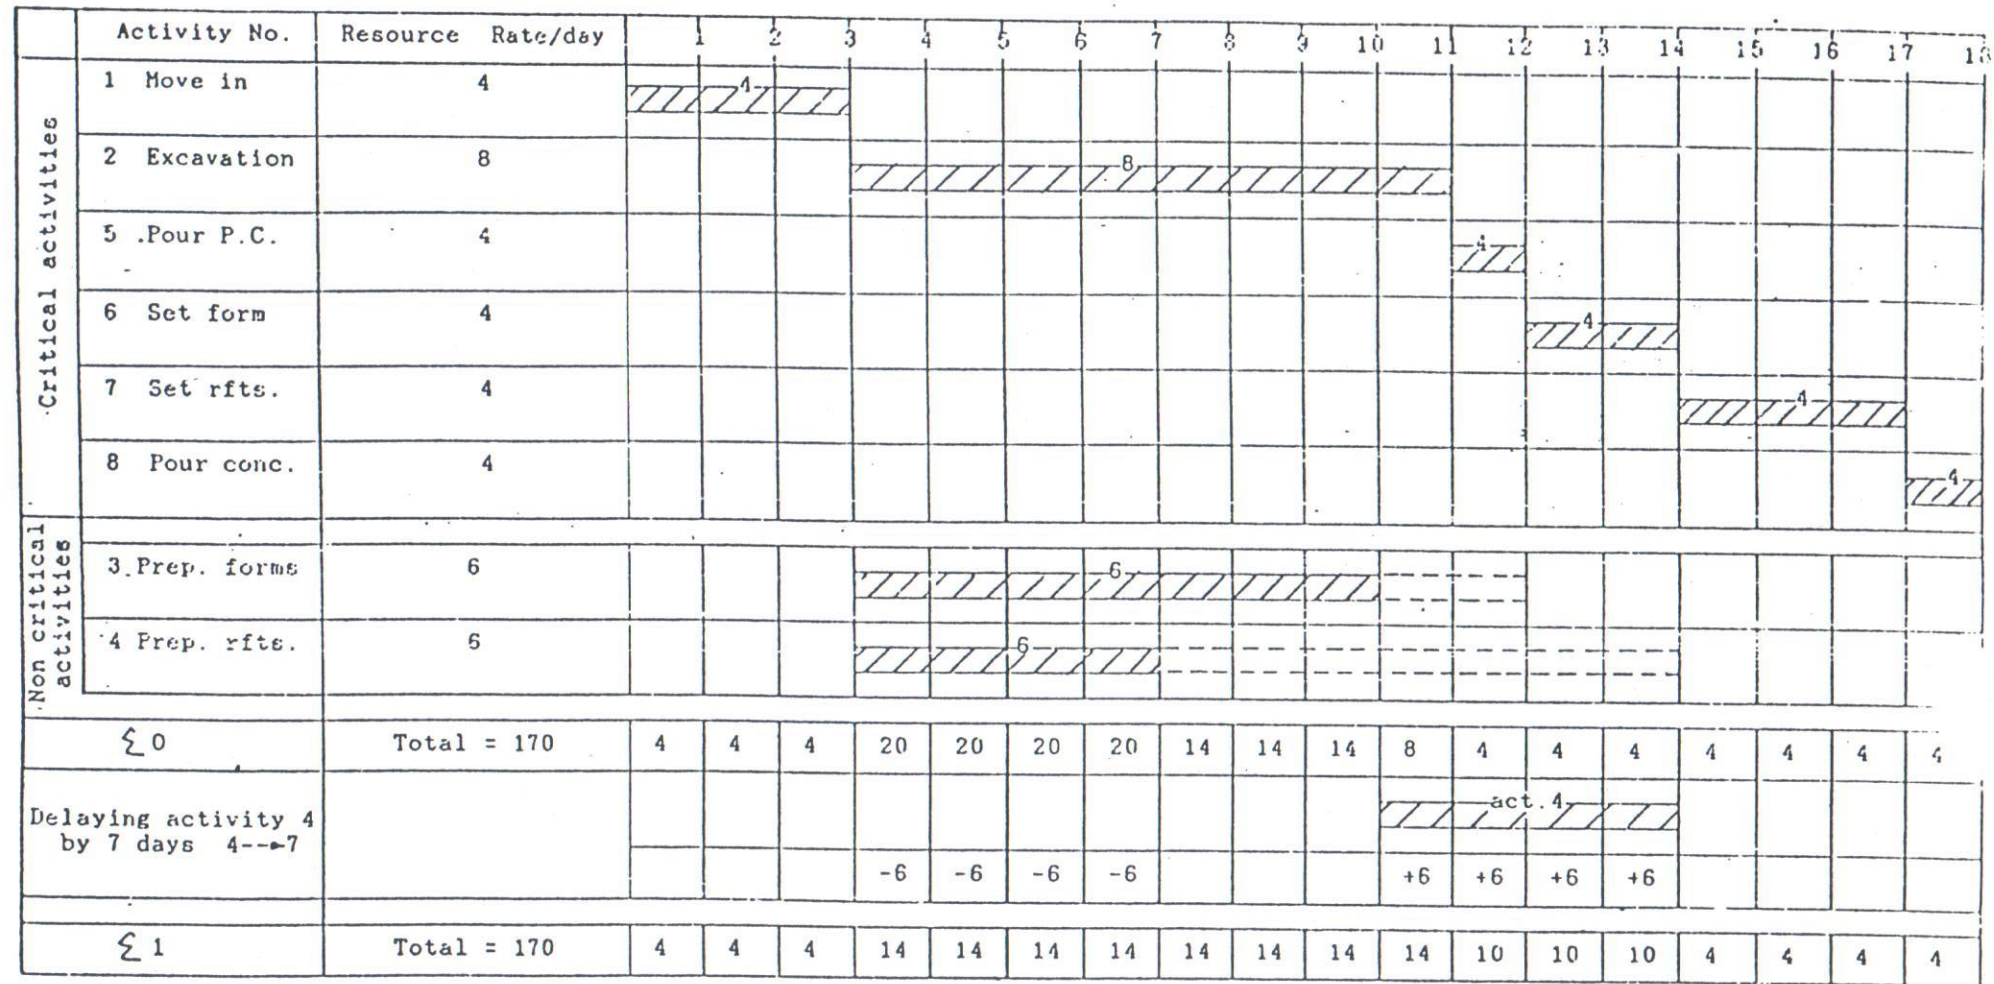 Activity No. Resource Rate/day 1 2 3 4 5 6 7 8 9 10 11 12 13 14 15 16 17 18
Critical activities
1 Move in 4 4
2 Excavation 8 8
5 .Pour P.C. 4 4
6 Set form 4 4
7 Set rfts. 4 4
8 Pour conc. 4 4
Non critical
activities
3 Prep. forms 6 6
4 Prep. rfts. 6 6
Σ0 Total = 170 4 4 4 20 20 20 20 14 14 14 8 4 4 4 4 4 4 4
Delaying activity 4
by 7 days 4--►7
act. 4
-6 -6 -6 -6 +6 +6 +6 +6
Σ1 Total = 170 4 4 4 14 14 14 14 14 14 14 14 10 10 10 4 4 4 4